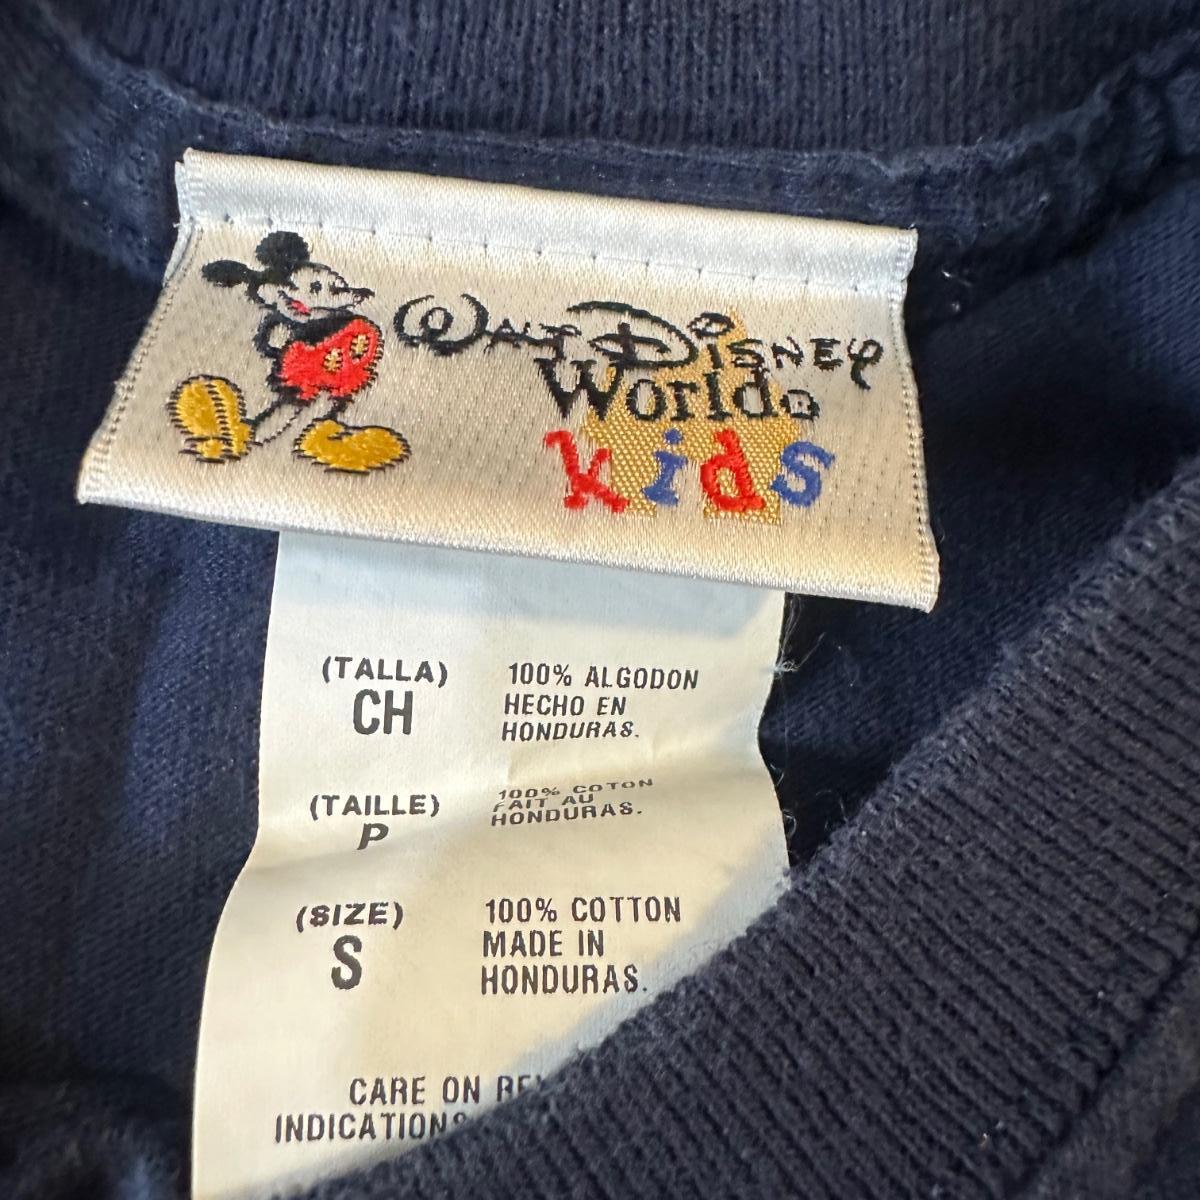 Walt Disney
World
kids
(TALLA)
CH
100% ALGODON
HECHO EN
HONDURAS.
(TAILLE)
P
100% COTON
FAIT AU
HONDURAS.
(SIZE)
S
100% COTTON
MADE IN
HONDURAS.
CARE ON
INDICATIONS